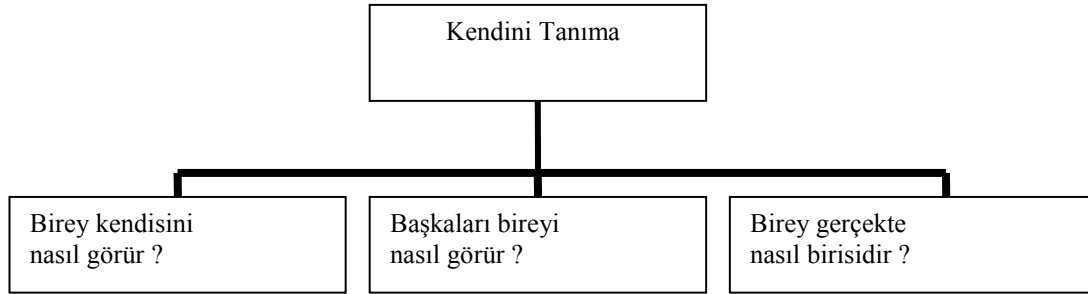 Kendini Tanıma
Birey kendisini
nasıl görür ?
Başkaları bireyi
nasıl görür ?
Birey gerçekte
nasıl birisidir ?